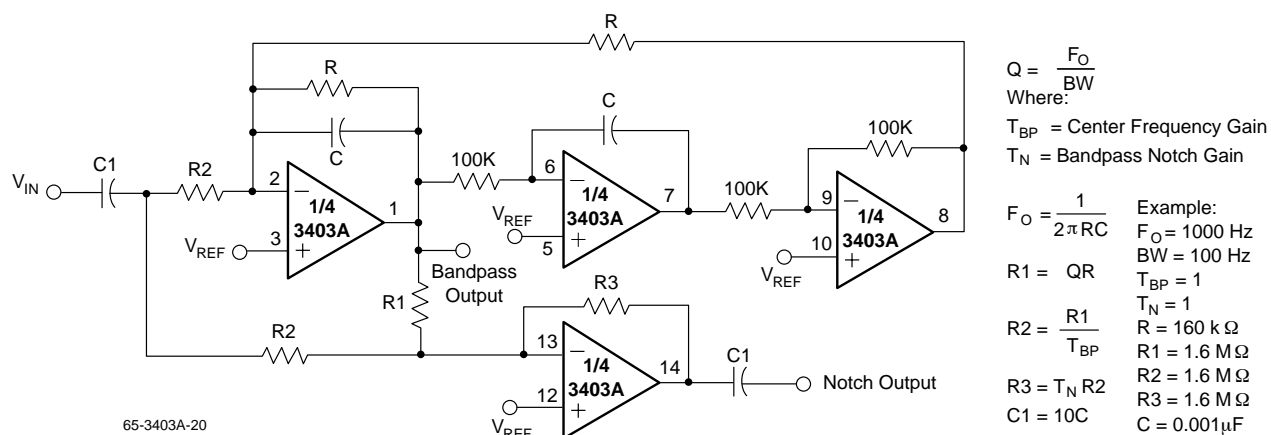 R
R
C
C1
V_IN
R2
2
−
1/4
3403A
+
3
1
V_REF
Bandpass
Output
R1
100K
C
6
−
1/4
3403A
+
5
7
V_REF
100K
100K
9
−
1/4
3403A
+
10
8
V_REF
R2
R3
13
−
1/4
3403A
+
12
14
V_REF
C1
Notch Output
65-3403A-20
Q = F_O / BW
Where:
T_BP = Center Frequency Gain
T_N = Bandpass Notch Gain
F_O = 1 / 2πRC
R1 = QR
R2 = R1 / T_BP
R3 = T_N R2
C1 = 10C
Example:
F_O = 1000 Hz
BW = 100 Hz
T_BP = 1
T_N = 1
R = 160 k Ω
R1 = 1.6 M Ω
R2 = 1.6 M Ω
R3 = 1.6 M Ω
C = 0.001µF